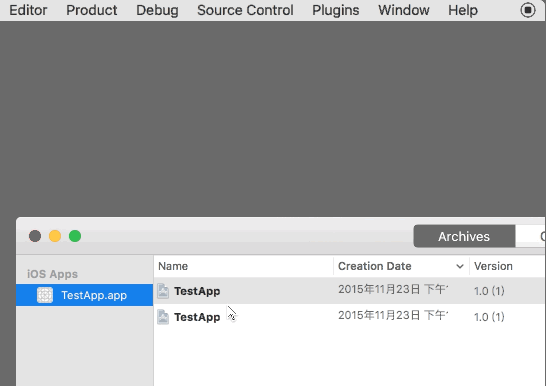 Editor Product Debug Source Control Plugins Window Help
Archives
iOS Apps
Name Creation Date Version
TestApp.app
TestApp 2015年11月23日 下午 1.0 (1)
TestApp 2015年11月23日 下午 1.0 (1)